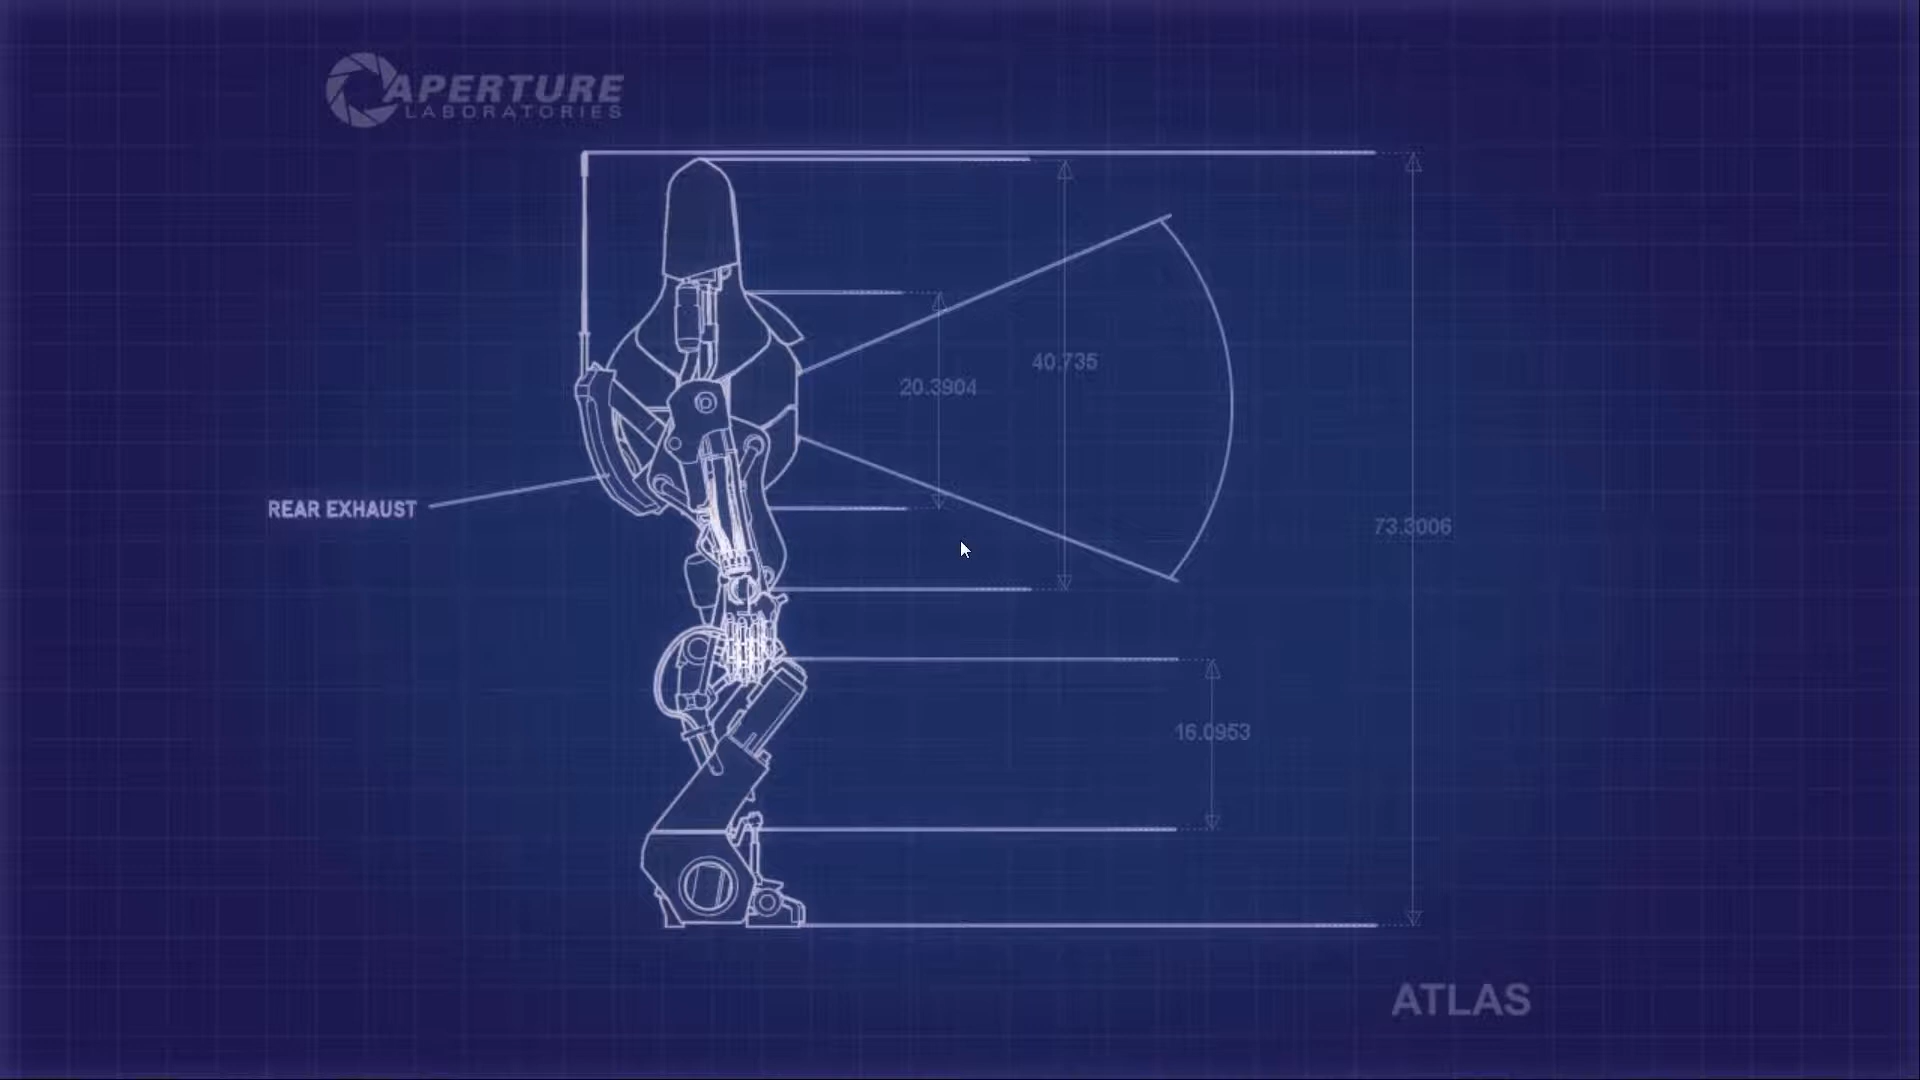 APERTURE
LABORATORIES
40.735
20.3904
REAR EXHAUST
73.3006
16.0953
ATLAS